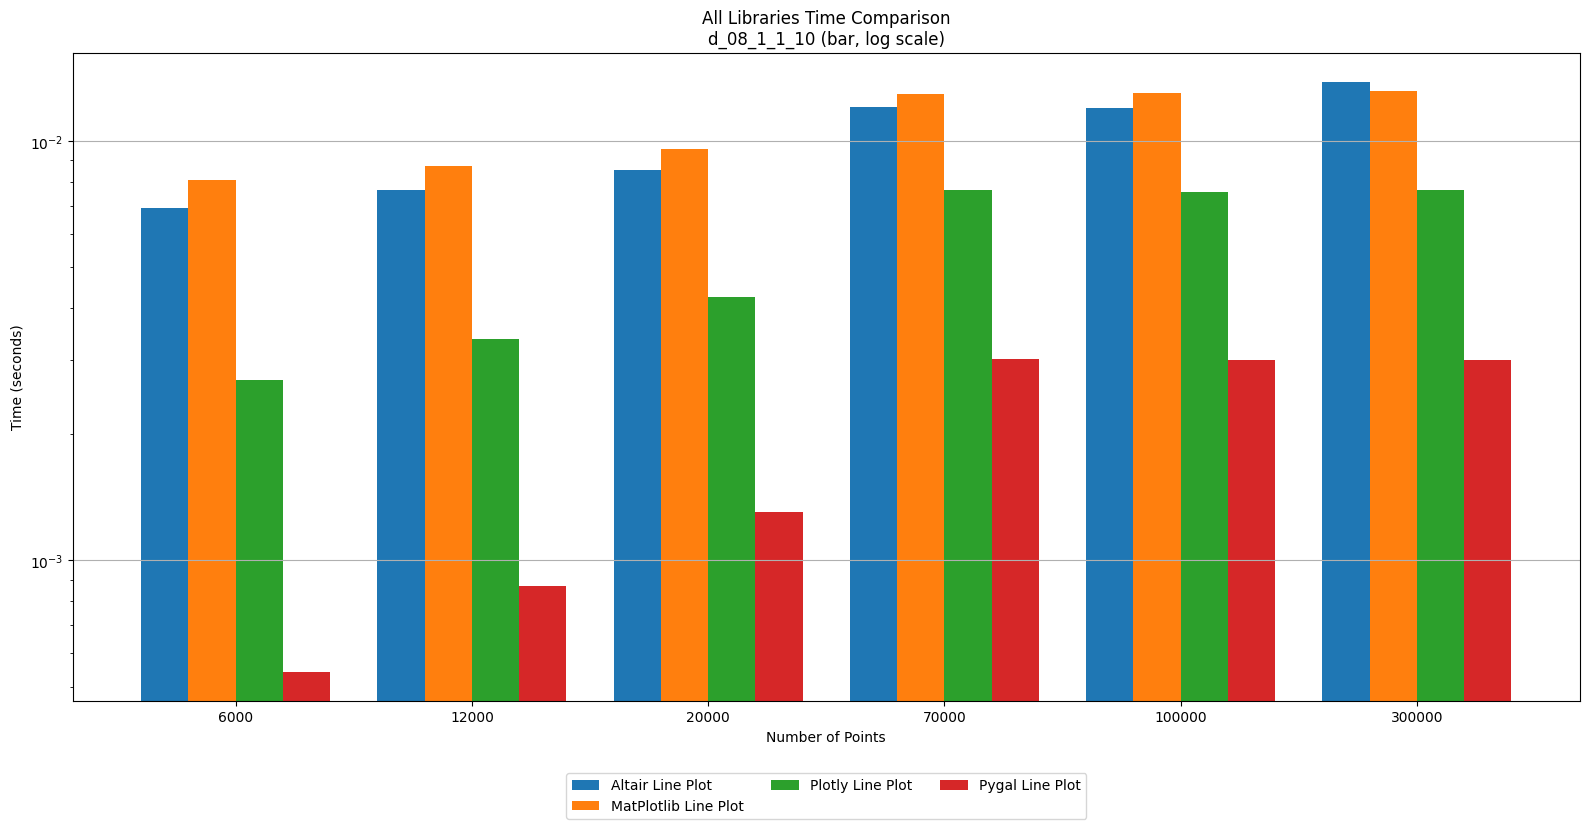 All Libraries Time Comparison
d_08_1_1_10 (bar, log scale)
Time (seconds)
10⁻²
10⁻³
6000 12000 20000 70000 100000 300000
Number of Points
Altair Line Plot Plotly Line Plot Pygal Line Plot
MatPlotlib Line Plot